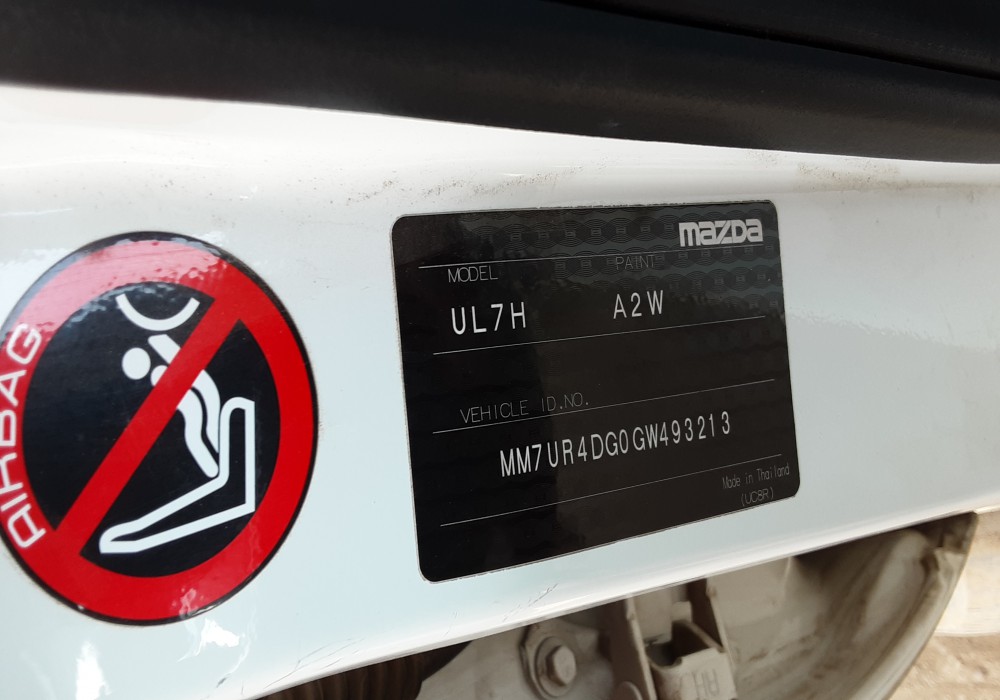 AIRBAG
mazda
MODEL PAINT
UL7H A2W
VEHICLE ID.NO.
MM7UR4DG0GW493213
Made in Thailand
(UC8R)